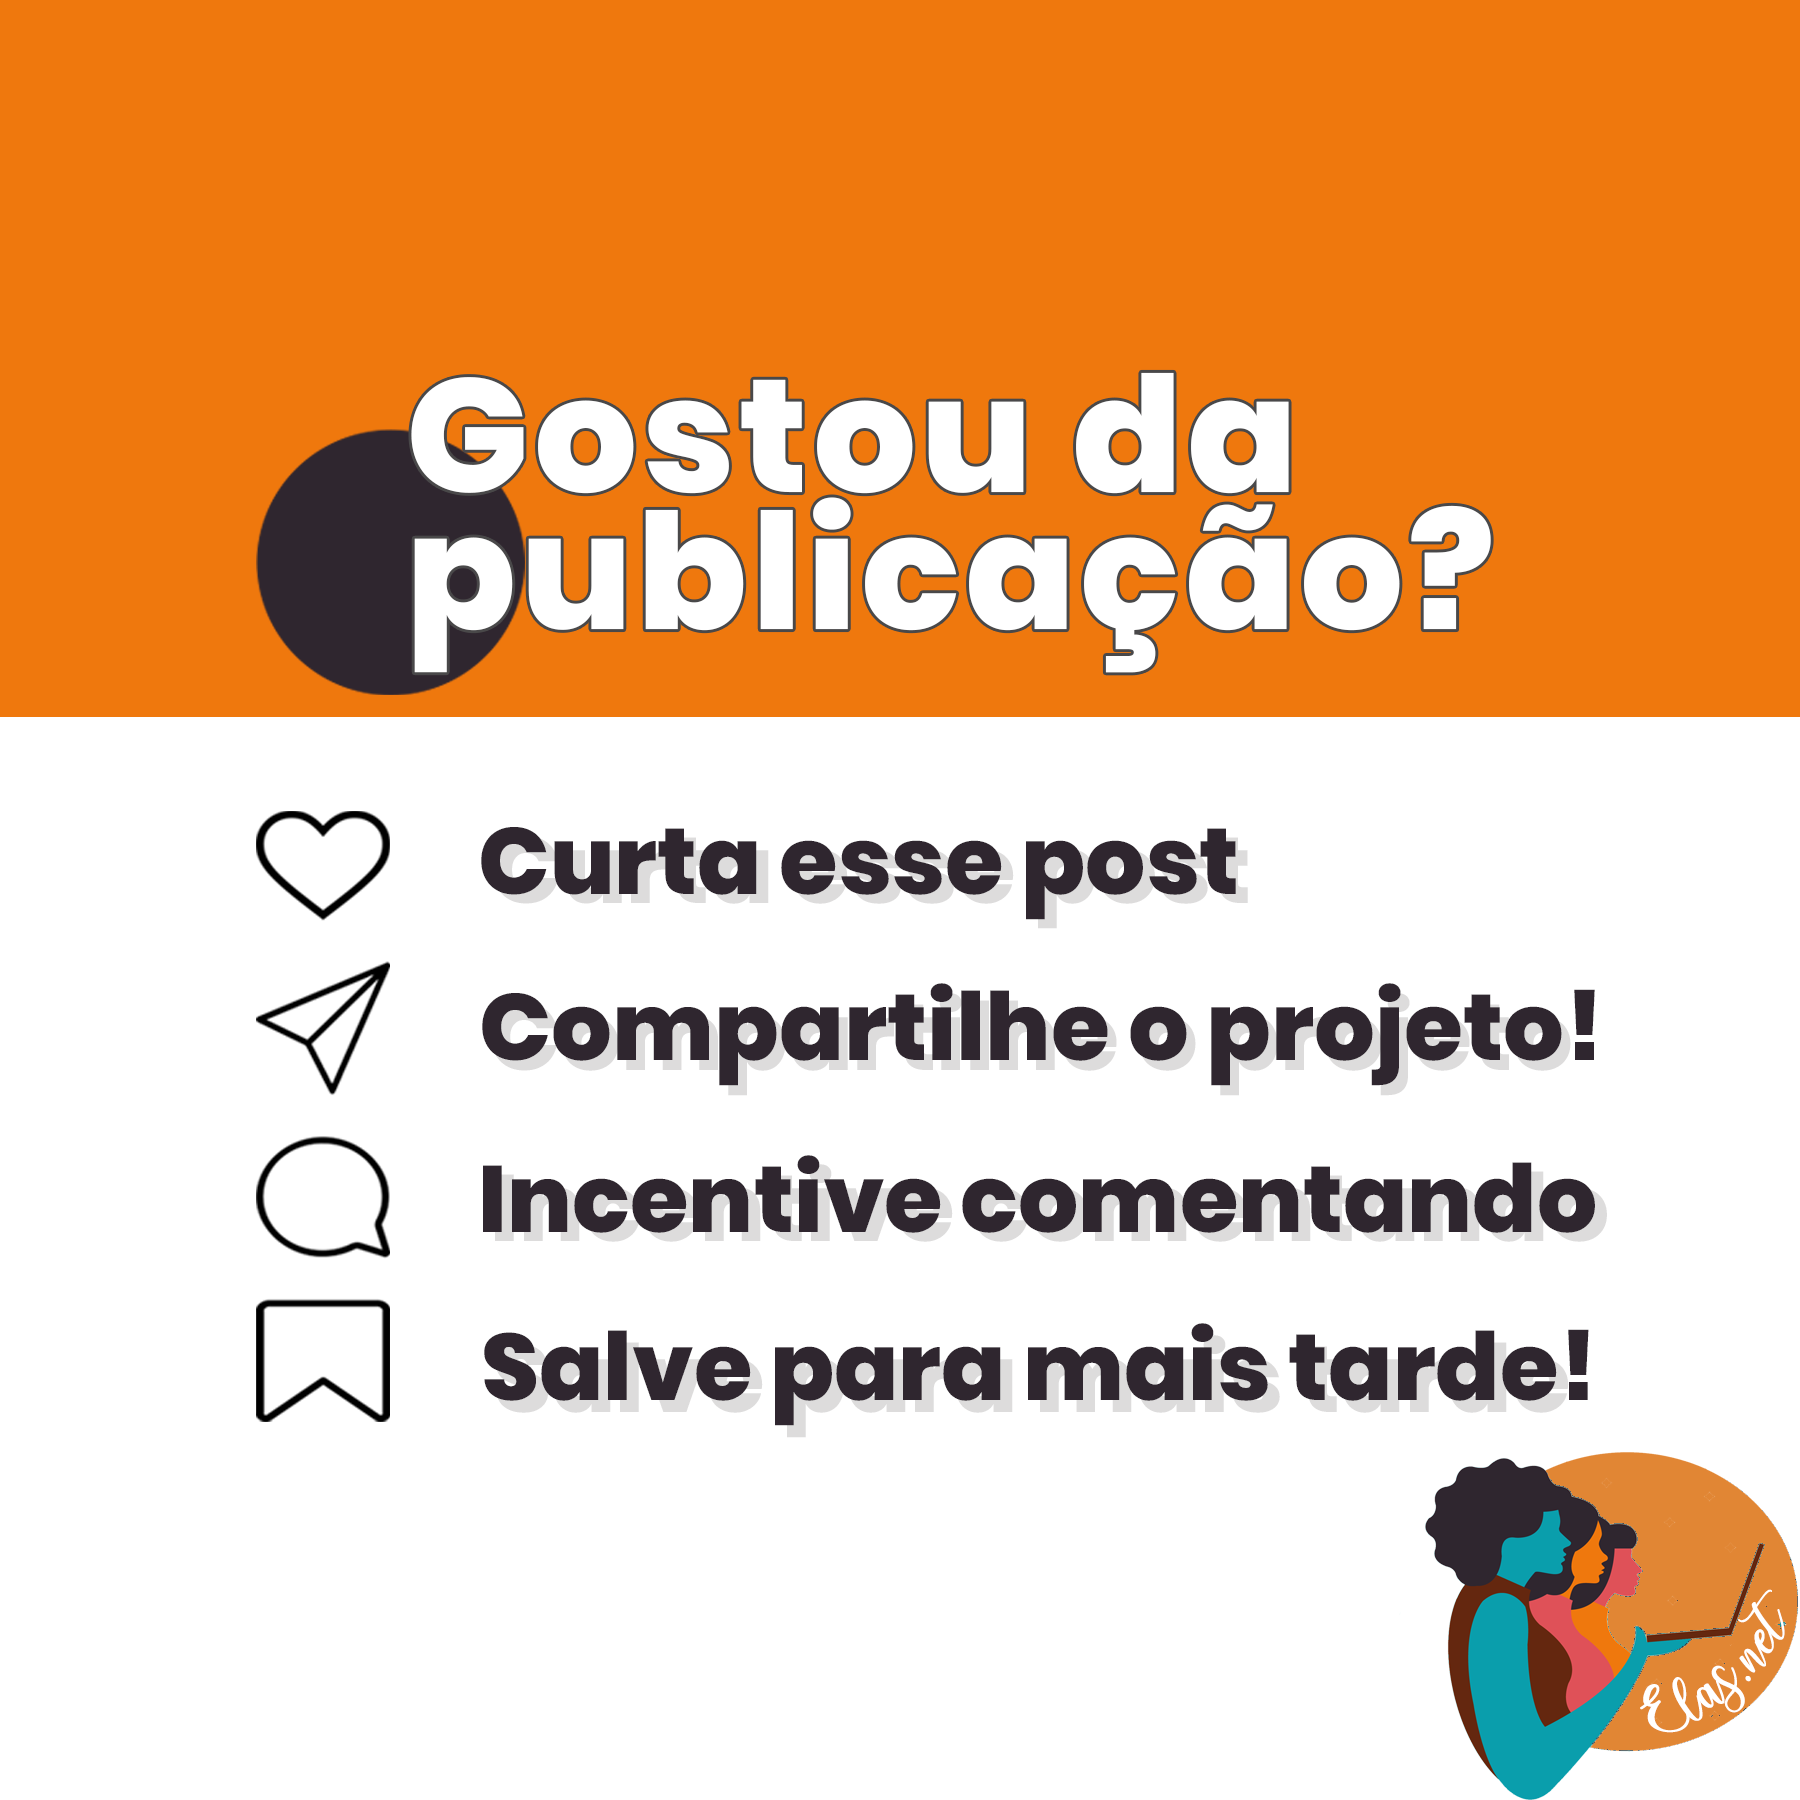 Gostou da
publicação?
Curta esse post
Compartilhe o projeto!
Incentive comentando
Salve para mais tarde!
Elas.net